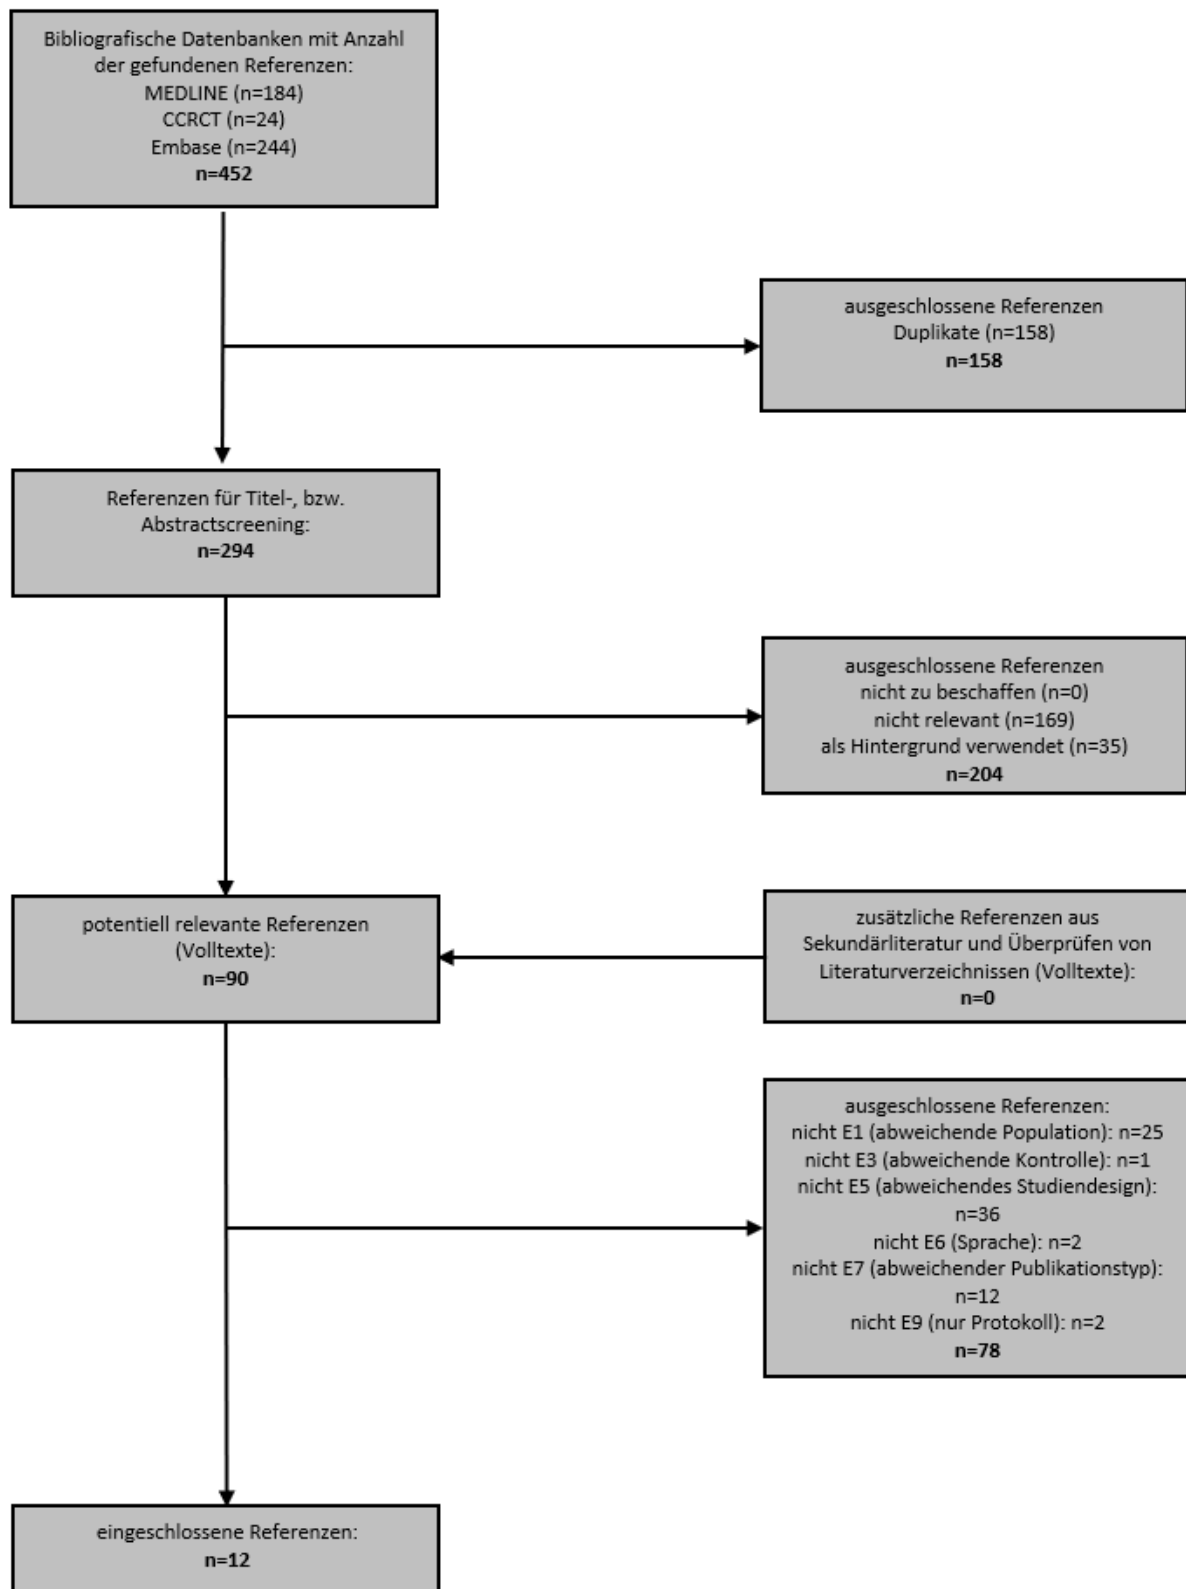 Bibliografische Datenbanken mit Anzahl
der gefundenen Referenzen:
MEDLINE (n=184)
CCRCT (n=24)
Embase (n=244)
n=452
ausgeschlossene Referenzen
Duplikate (n=158)
n=158
Referenzen für Titel-, bzw.
Abstractscreening:
n=294
ausgeschlossene Referenzen
nicht zu beschaffen (n=0)
nicht relevant (n=169)
als Hintergrund verwendet (n=35)
n=204
potentiell relevante Referenzen
(Volltexte):
n=90
zusätzliche Referenzen aus
Sekundärliteratur und Überprüfen von
Literaturverzeichnissen (Volltexte):
n=0
ausgeschlossene Referenzen:
nicht E1 (abweichende Population): n=25
nicht E3 (abweichende Kontrolle): n=1
nicht E5 (abweichendes Studiendesign):
n=36
nicht E6 (Sprache): n=2
nicht E7 (abweichender Publikationstyp):
n=12
nicht E9 (nur Protokoll): n=2
n=78
eingeschlossene Referenzen:
n=12